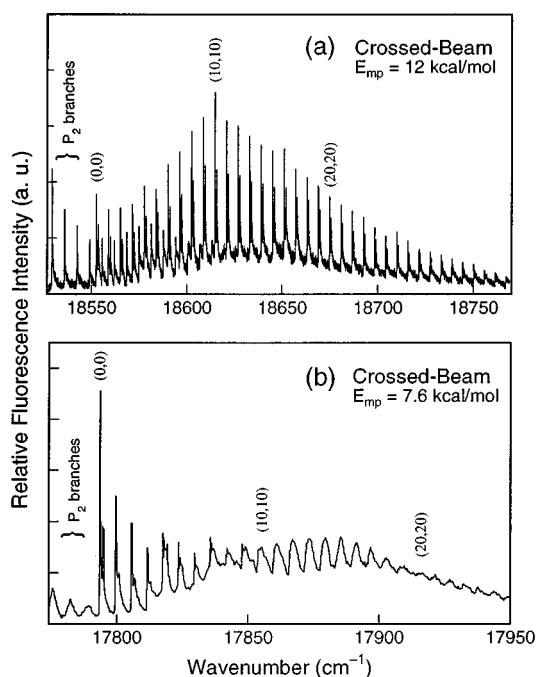 Relative Fluorescence Intensity (a. u.)
(a)
Crossed-Beam
E_mp = 12 kcal/mol
P_2 branches
}
(0,0)
(10,10)
(20,20)
18550 18600 18650 18700 18750
(b)
Crossed-Beam
E_mp = 7.6 kcal/mol
P_2 branches
}
(0,0)
(10,10)
(20,20)
17800 17850 17900 17950
Wavenumber (cm⁻¹)